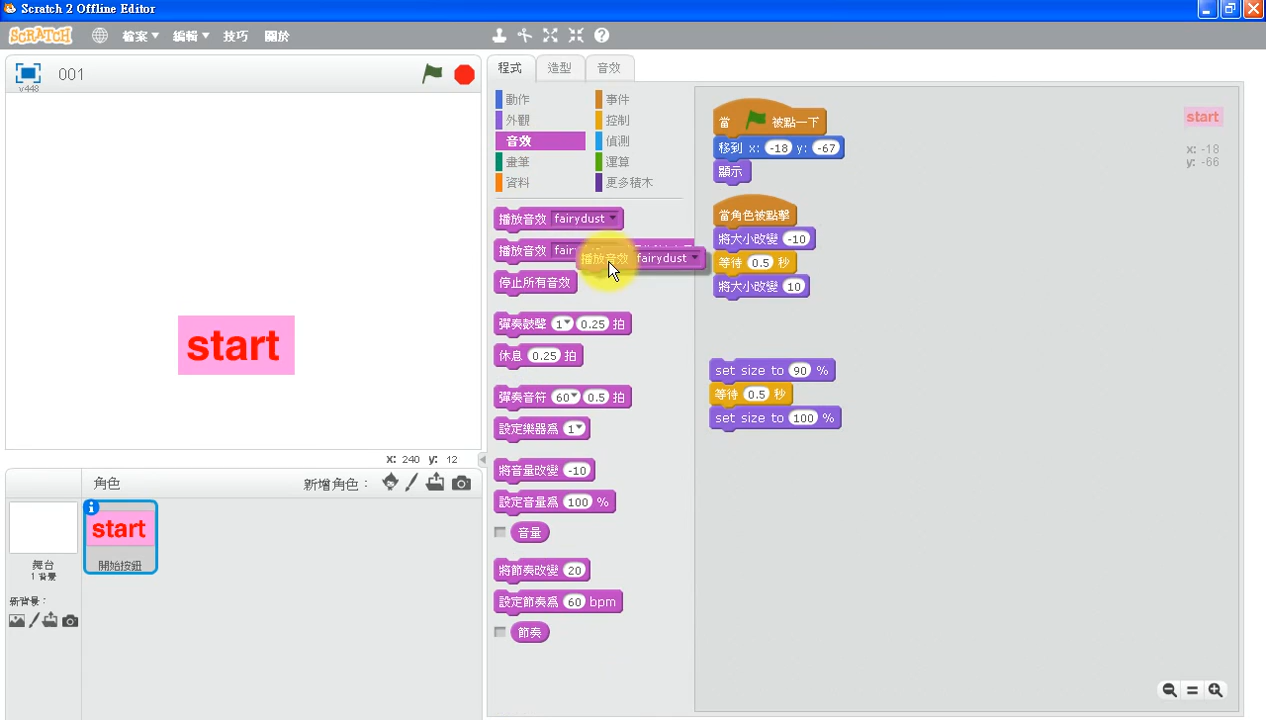 Scratch 2 Offline Editor
SCRATCH 檔案▼ 編輯▼ 技巧 關於
001
v448
程式 造型 音效
動作 事件
外觀 控制
音效 偵測
畫筆 運算
資料 更多積木
播放音效 fairydust
播放音效
播放音效 fairydust
停止所有音效
彈奏鼓聲 1 0.25 拍
休息 0.25 拍
彈奏音符 60 0.5 拍
設定樂器為 1
將音量改變 -10
設定音量為 100 %
音量
將節奏改變 20
設定節奏為 60 bpm
節奏
當 被點一下
移到 x: -18 y: -67
顯示
當角色被點擊
將大小改變 -10
等待 0.5 秒
將大小改變 10
set size to 90 %
等待 0.5 秒
set size to 100 %
start
x: -18
y: -66
start
x: 240 y: 12
角色 新增角色：
start
開始按鈕
舞台
1 背景
新背景：